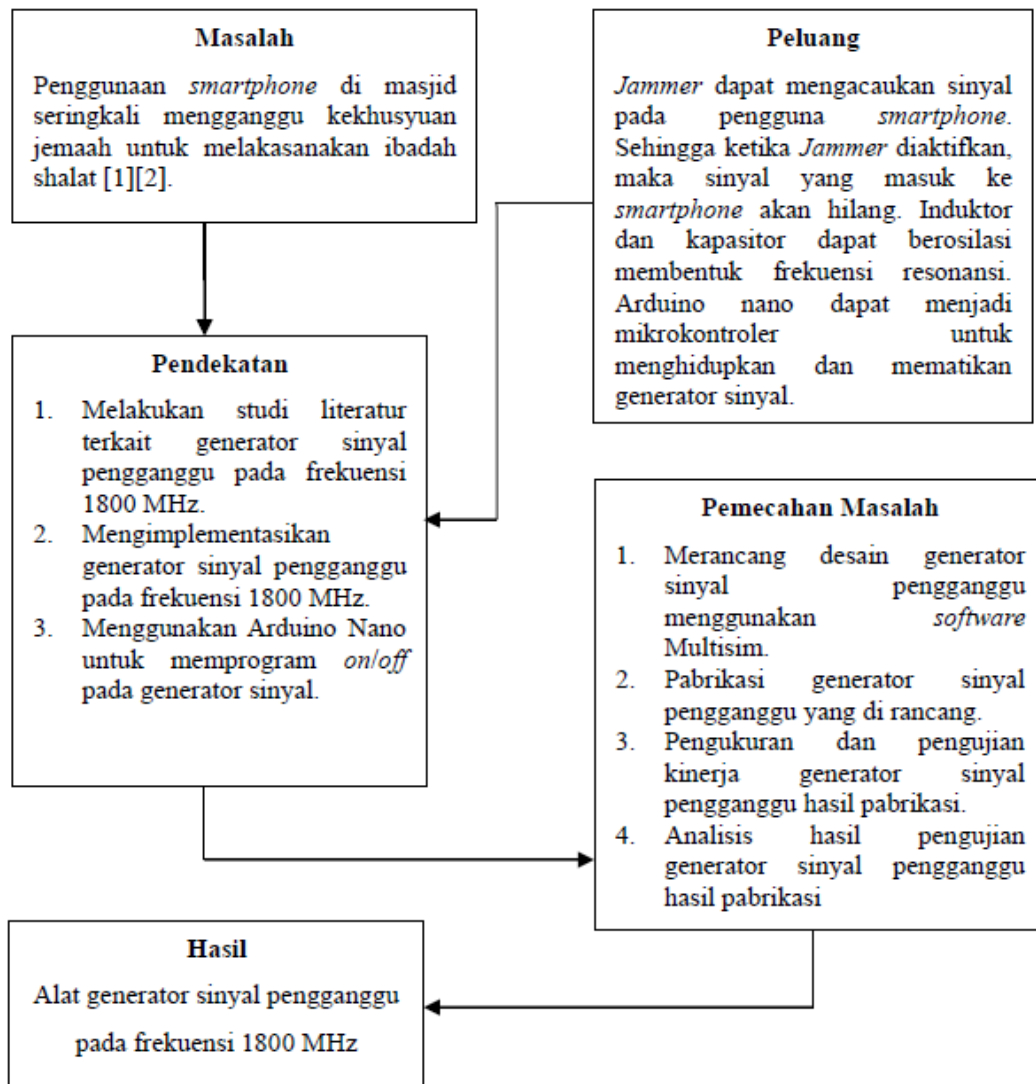 Masalah
Penggunaan smartphone di masjid
seringkali mengganggu kekhusyuan
jemaah untuk melakasanakan ibadah
shalat [1][2].
Peluang
Jammer dapat mengacaukan sinyal
pada pengguna smartphone.
Sehingga ketika Jammer diaktifkan,
maka sinyal yang masuk ke
smartphone akan hilang. Induktor
dan kapasitor dapat berosilasi
membentuk frekuensi resonansi.
Arduino nano dapat menjadi
mikrokontroler untuk
menghidupkan dan mematikan
generator sinyal.
Pendekatan
1. Melakukan studi literatur
terkait generator sinyal
pengganggu pada frekuensi
1800 MHz.
2. Mengimplementasikan
generator sinyal pengganggu
pada frekuensi 1800 MHz.
3. Menggunakan Arduino Nano
untuk memprogram on/off
pada generator sinyal.
Pemecahan Masalah
1. Merancang desain generator
sinyal pengganggu
menggunakan software
Multisim.
2. Pabrikasi generator sinyal
pengganggu yang di rancang.
3. Pengukuran dan pengujian
kinerja generator sinyal
pengganggu hasil pabrikasi.
4. Analisis hasil pengujian
generator sinyal pengganggu
hasil pabrikasi
Hasil
Alat generator sinyal pengganggu
pada frekuensi 1800 MHz